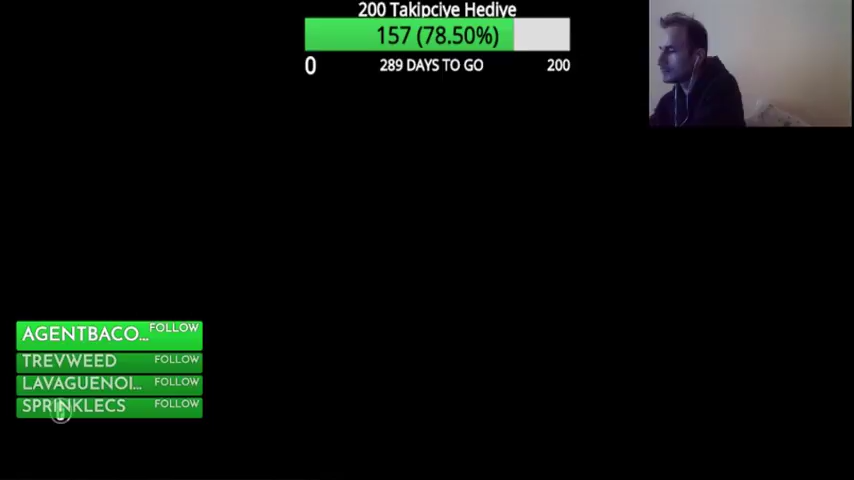 200 Takipciye Hediye
157 (78.50%)
0 289 DAYS TO GO 200
AGENTBACO... FOLLOW
TREVWEED FOLLOW
LAVAGUENOI... FOLLOW
SPRINKLECS FOLLOW